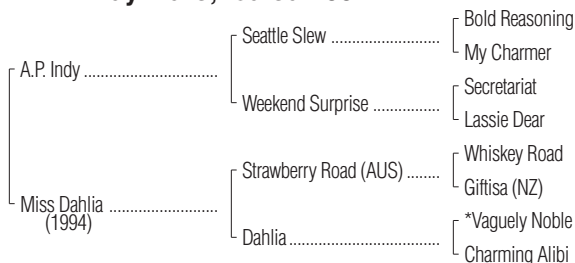 Bold Reasoning
Seattle Slew
My Charmer
A.P. Indy
Secretariat
Weekend Surprise
Lassie Dear
Whiskey Road
Strawberry Road (AUS)
Giftisa (NZ)
Miss Dahlia
(1994)
*Vaguely Noble
Dahlia
Charming Alibi